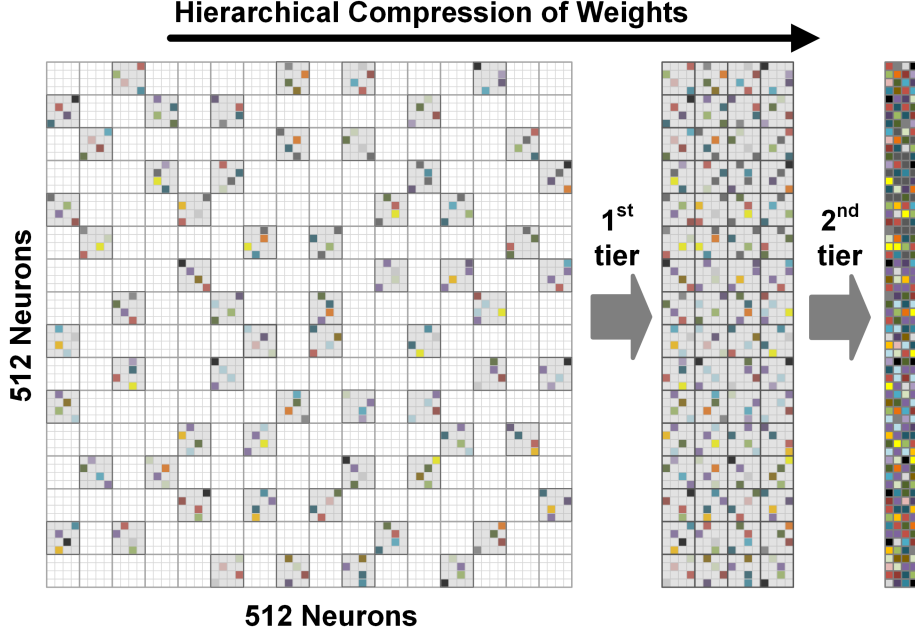 Hierarchical Compression of Weights
512 Neurons
1st
tier
2nd
tier
512 Neurons